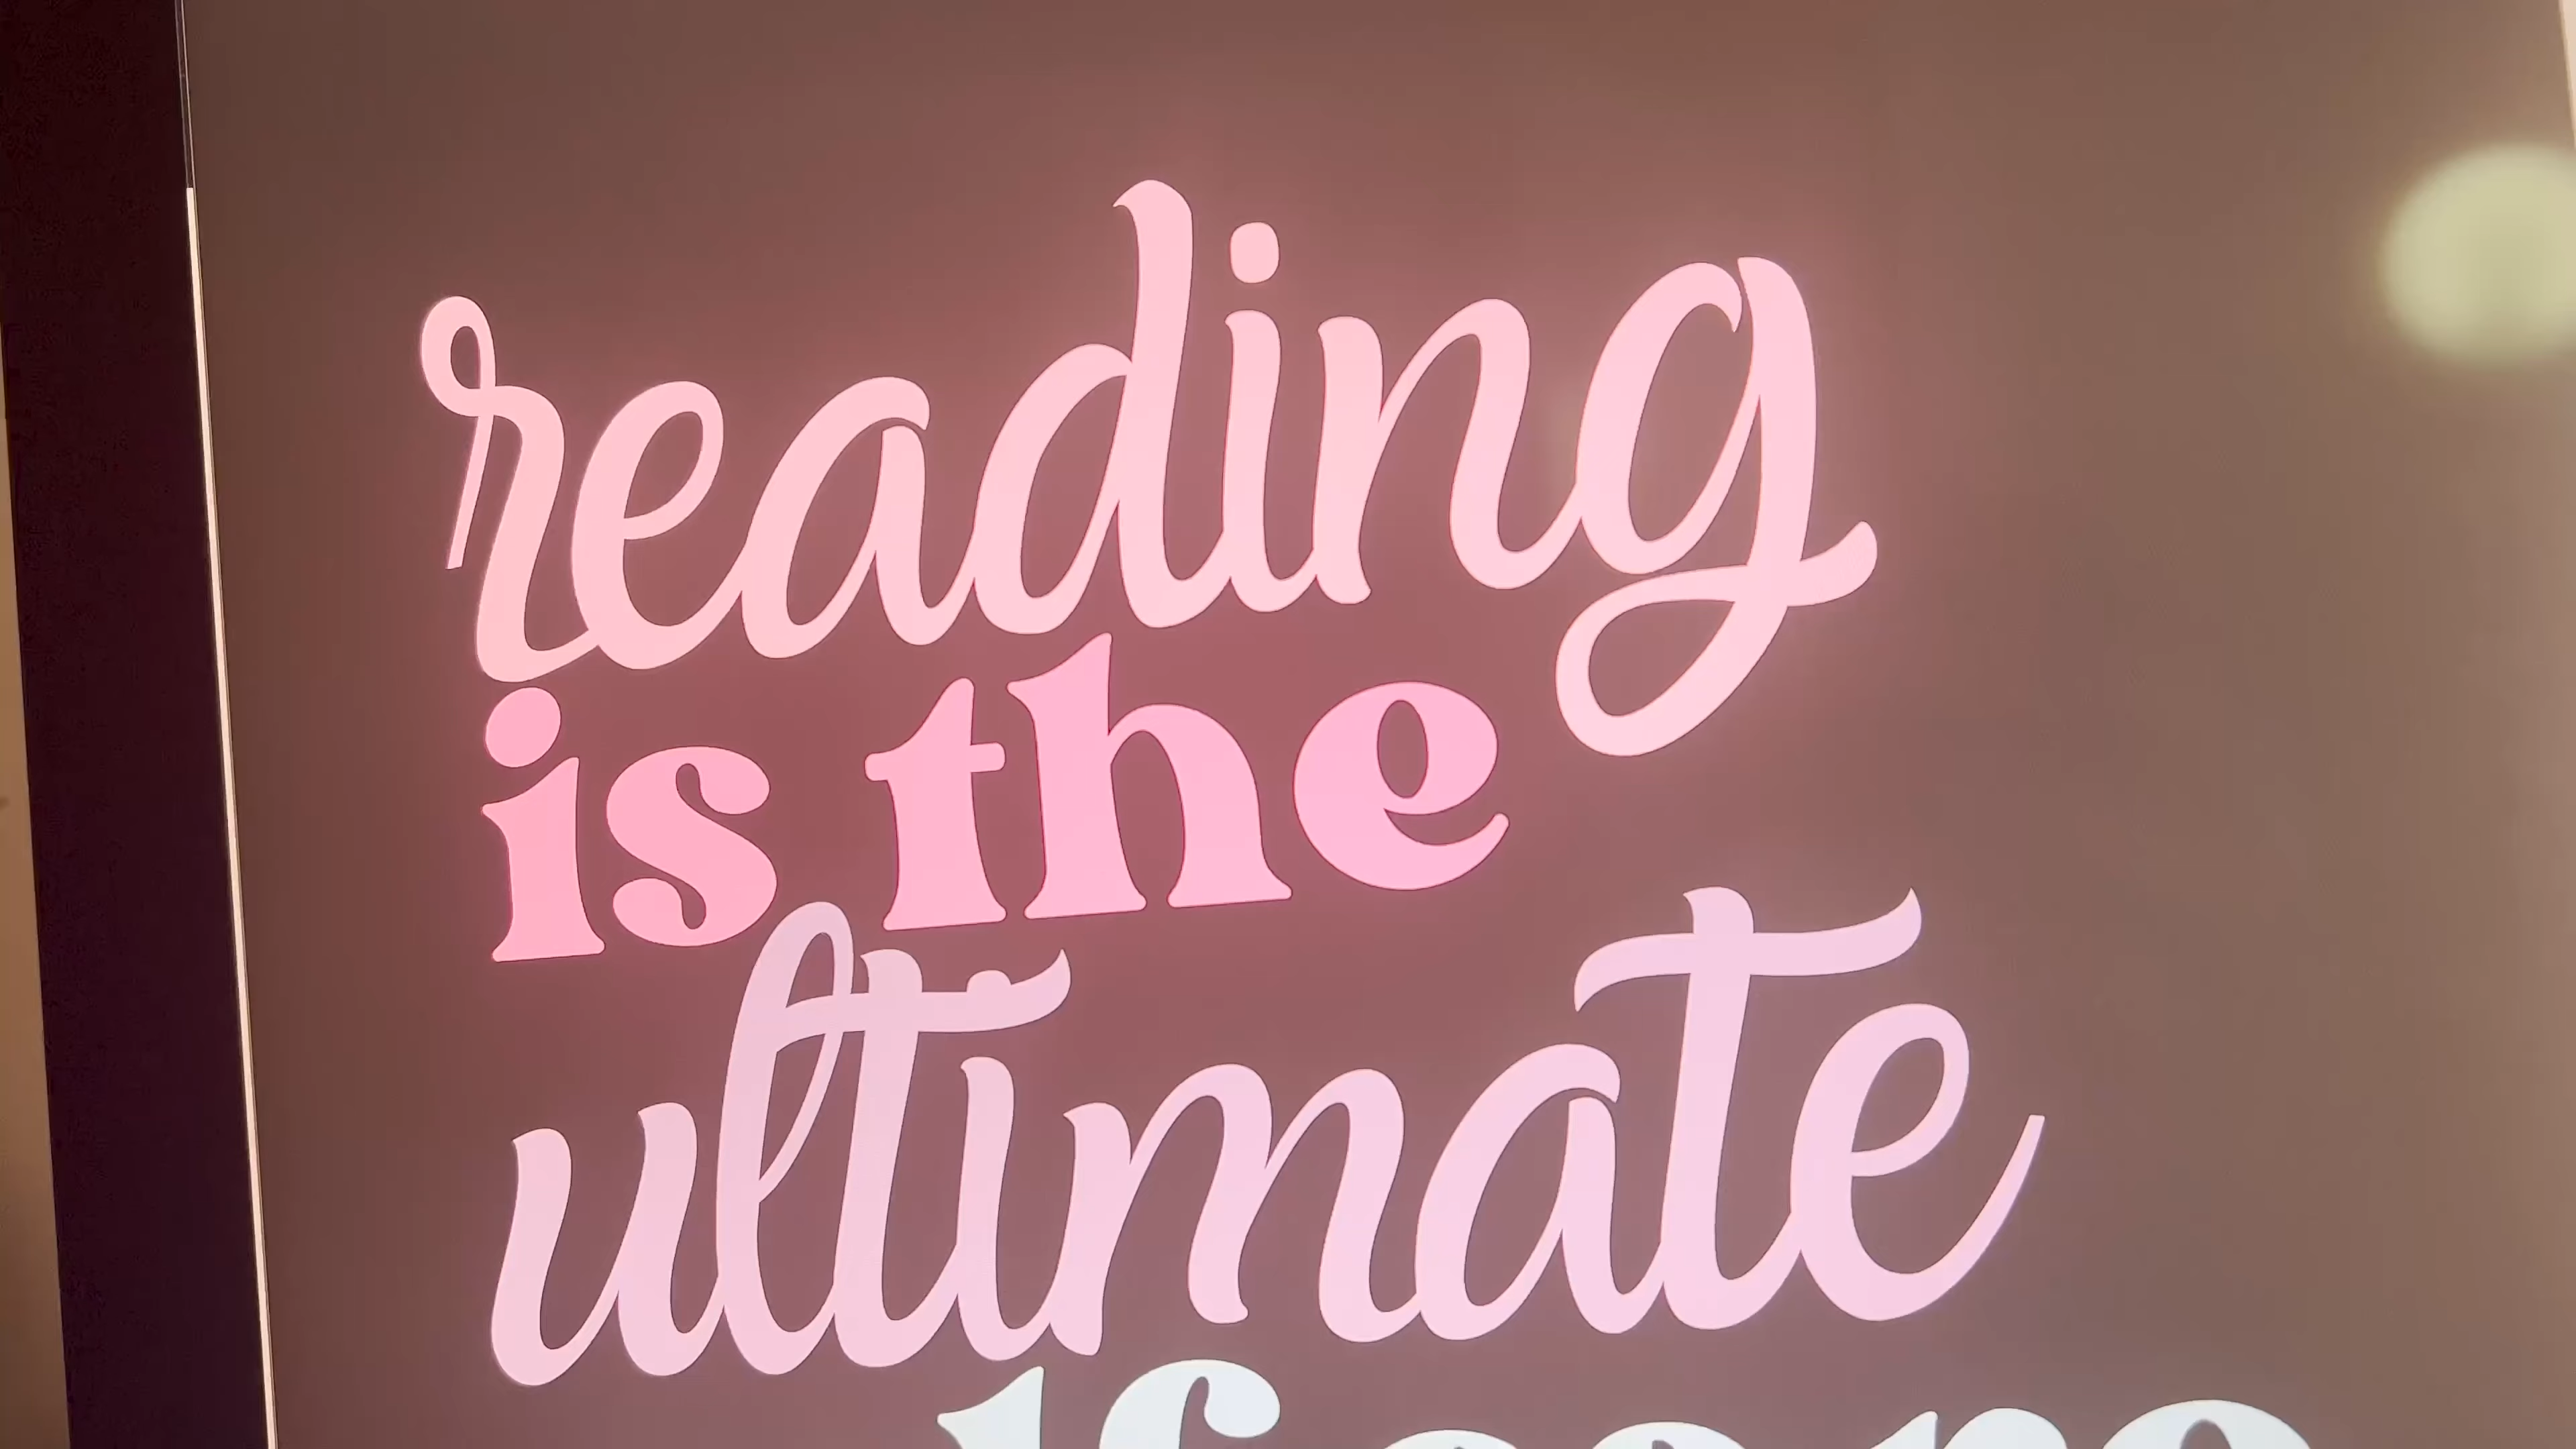 reading
is the
ultimate